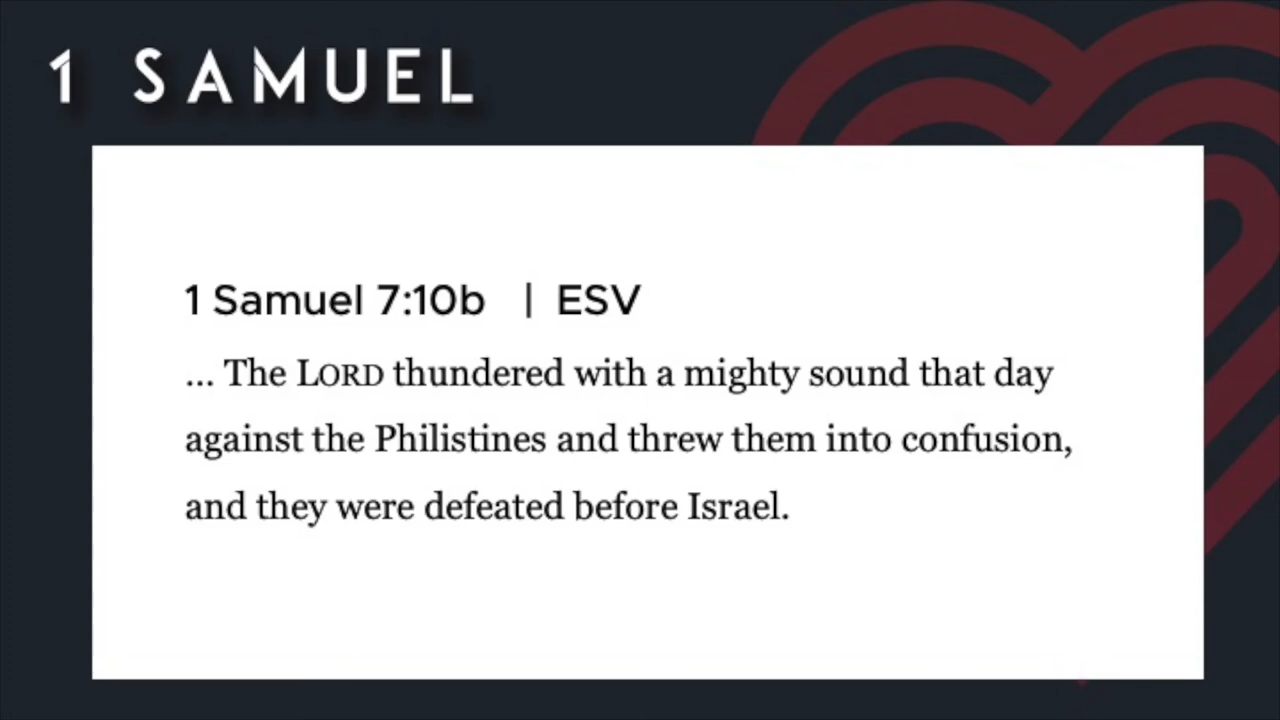 1 SAMUEL
1 Samuel 7:10b | ESV
... The LORD thundered with a mighty sound that day
against the Philistines and threw them into confusion,
and they were defeated before Israel.